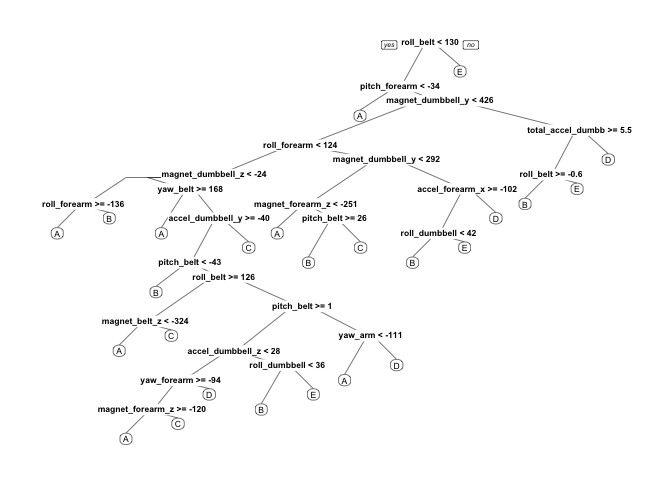 yes roll_belt < 130 no
E
pitch_forearm < -34
A
magnet_dumbbell_y < 426
total_accel_dumbb >= 5.5
roll_forearm < 124
magnet_dumbbell_y < 292
D
magnet_dumbbell_z < -24
roll_belt >= -0.6
yaw_belt >= 168
accel_forearm_x >= -102
E
roll_forearm >= -136
magnet_forearm_z < -251
B
B
accel_dumbbell_y >= -40
pitch_belt >= 26
D
A
A
A
roll_dumbbell < 42
C
C
E
pitch_belt < -43
B
B
roll_belt >= 126
B
pitch_belt >= 1
magnet_belt_z < -324
C
yaw_arm < -111
A
accel_dumbbell_z < 28
roll_dumbbell < 36
D
yaw_forearm >= -94
A
D
E
magnet_forearm_z >= -120
B
C
A